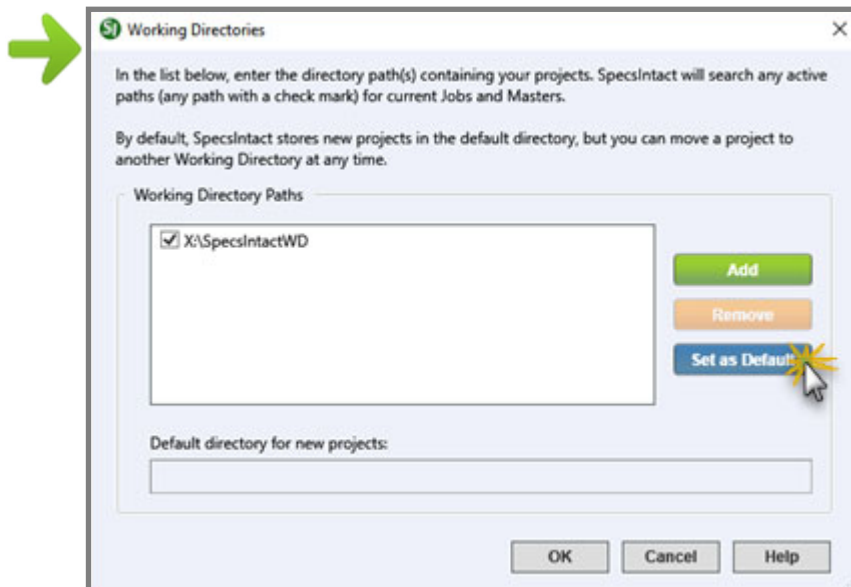 SI Working Directories
In the list below, enter the directory path(s) containing your projects. SpecsIntact will search any active
paths (any path with a check mark) for current Jobs and Masters.
By default, SpecsIntact stores new projects in the default directory, but you can move a project to
another Working Directory at any time.
Working Directory Paths
X:\SpecsIntactWD
Add
Remove
Set as Default
Default directory for new projects:
OK Cancel Help